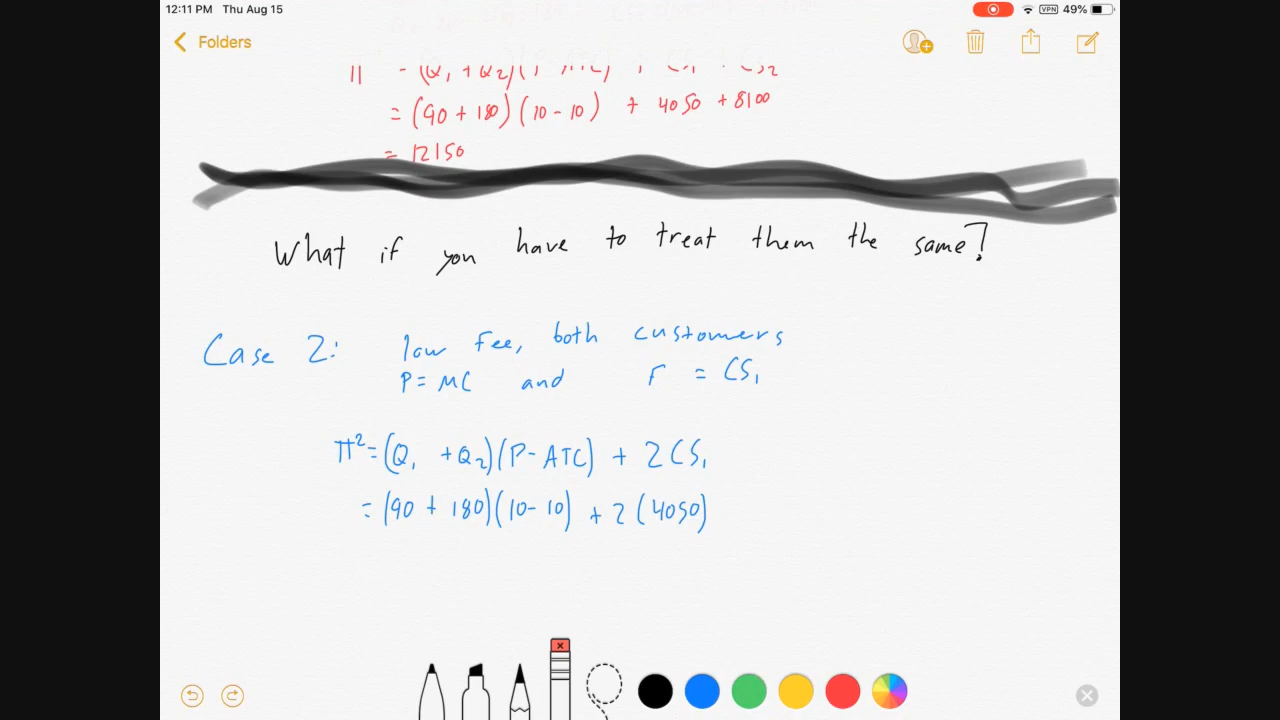 12:11 PM Thu Aug 15
VPN 49%
Folders
= (90 + 180)(10 - 10) + 4050 + 8100
= 12150
What if you have to treat them the same?
Case 2: low fee, both customers
P = MC and F = CS₁
π² = (Q₁ + Q₂)(P - ATC) + 2CS₁
= (90 + 180)(10 - 10) + 2(4050)